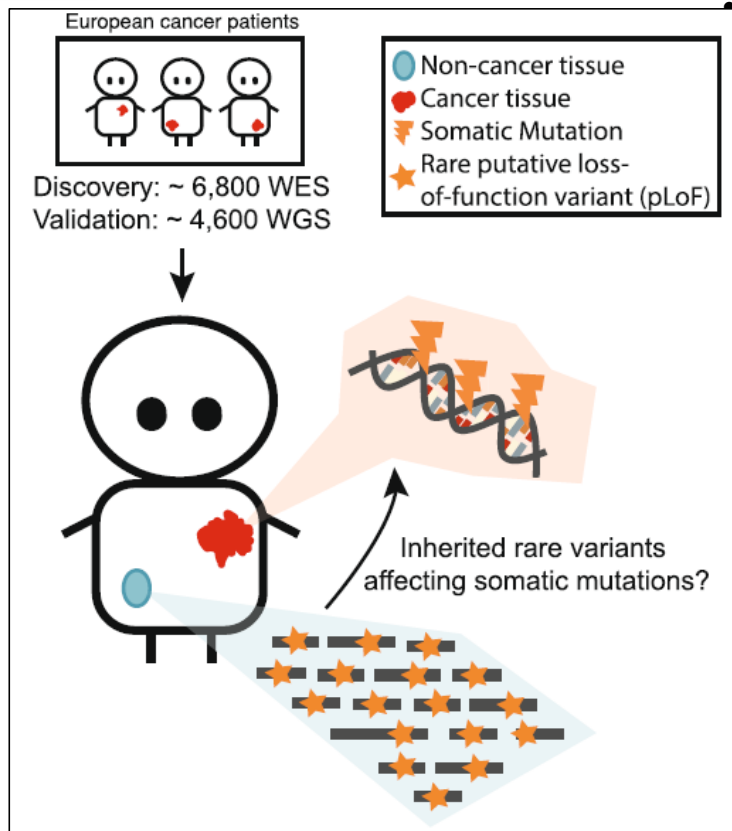 European cancer patients
Discovery: ~ 6,800 WES
Validation: ~ 4,600 WGS
Non-cancer tissue
Cancer tissue
Somatic Mutation
Rare putative loss-
of-function variant (pLoF)
Inherited rare variants
affecting somatic mutations?